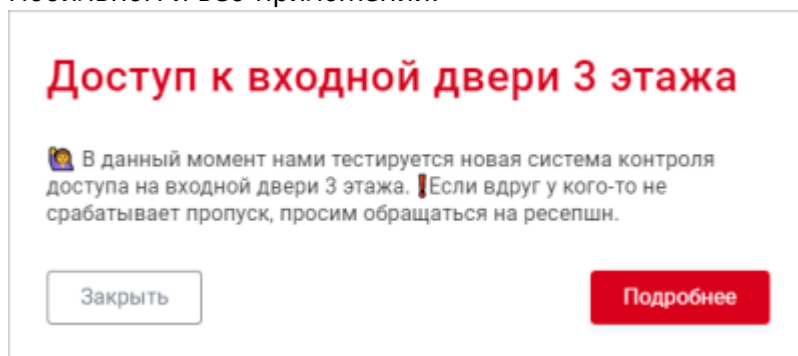 Доступ к входной двери 3 этажа
🙋 В данный момент нами тестируется новая система контроля
доступа на входной двери 3 этажа. ❗Если вдруг у кого-то не
срабатывает пропуск, просим обращаться на ресепшн.
Закрыть
Подробнее